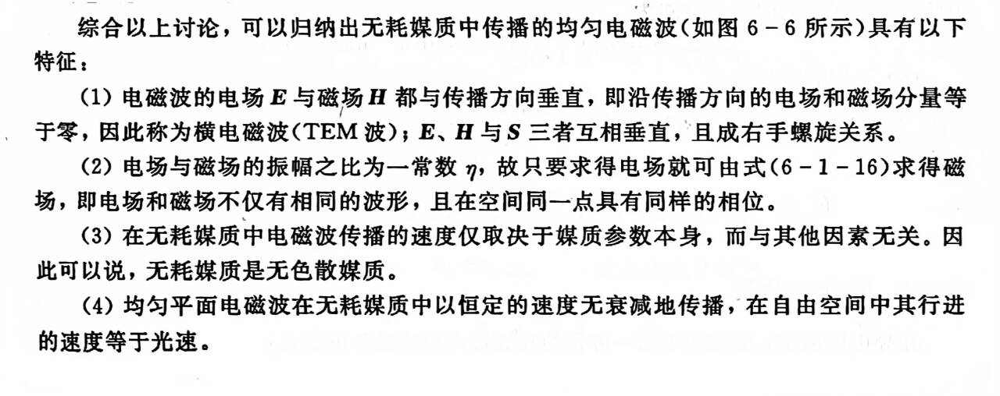 综合以上讨论，可以归纳出无耗媒质中传播的均匀电磁波(如图 6－6 所示)具有以下
特征：
(1) 电磁波的电场 E 与磁场 H 都与传播方向垂直，即沿传播方向的电场和磁场分量等
于零，因此称为横电磁波(TEM 波)；E、H 与 S 三者互相垂直，且成右手螺旋关系。
(2) 电场与磁场的振幅之比为一常数 η，故只要求得电场就可由式(6－1－16)求得磁
场，即电场和磁场不仅有相同的波形，且在空间同一点具有同样的相位。
(3) 在无耗媒质中电磁波传播的速度仅取决于媒质参数本身，而与其他因素无关。因
此可以说，无耗媒质是无色散媒质。
(4) 均匀平面电磁波在无耗媒质中以恒定的速度无衰减地传播，在自由空间中其行进
的速度等于光速。